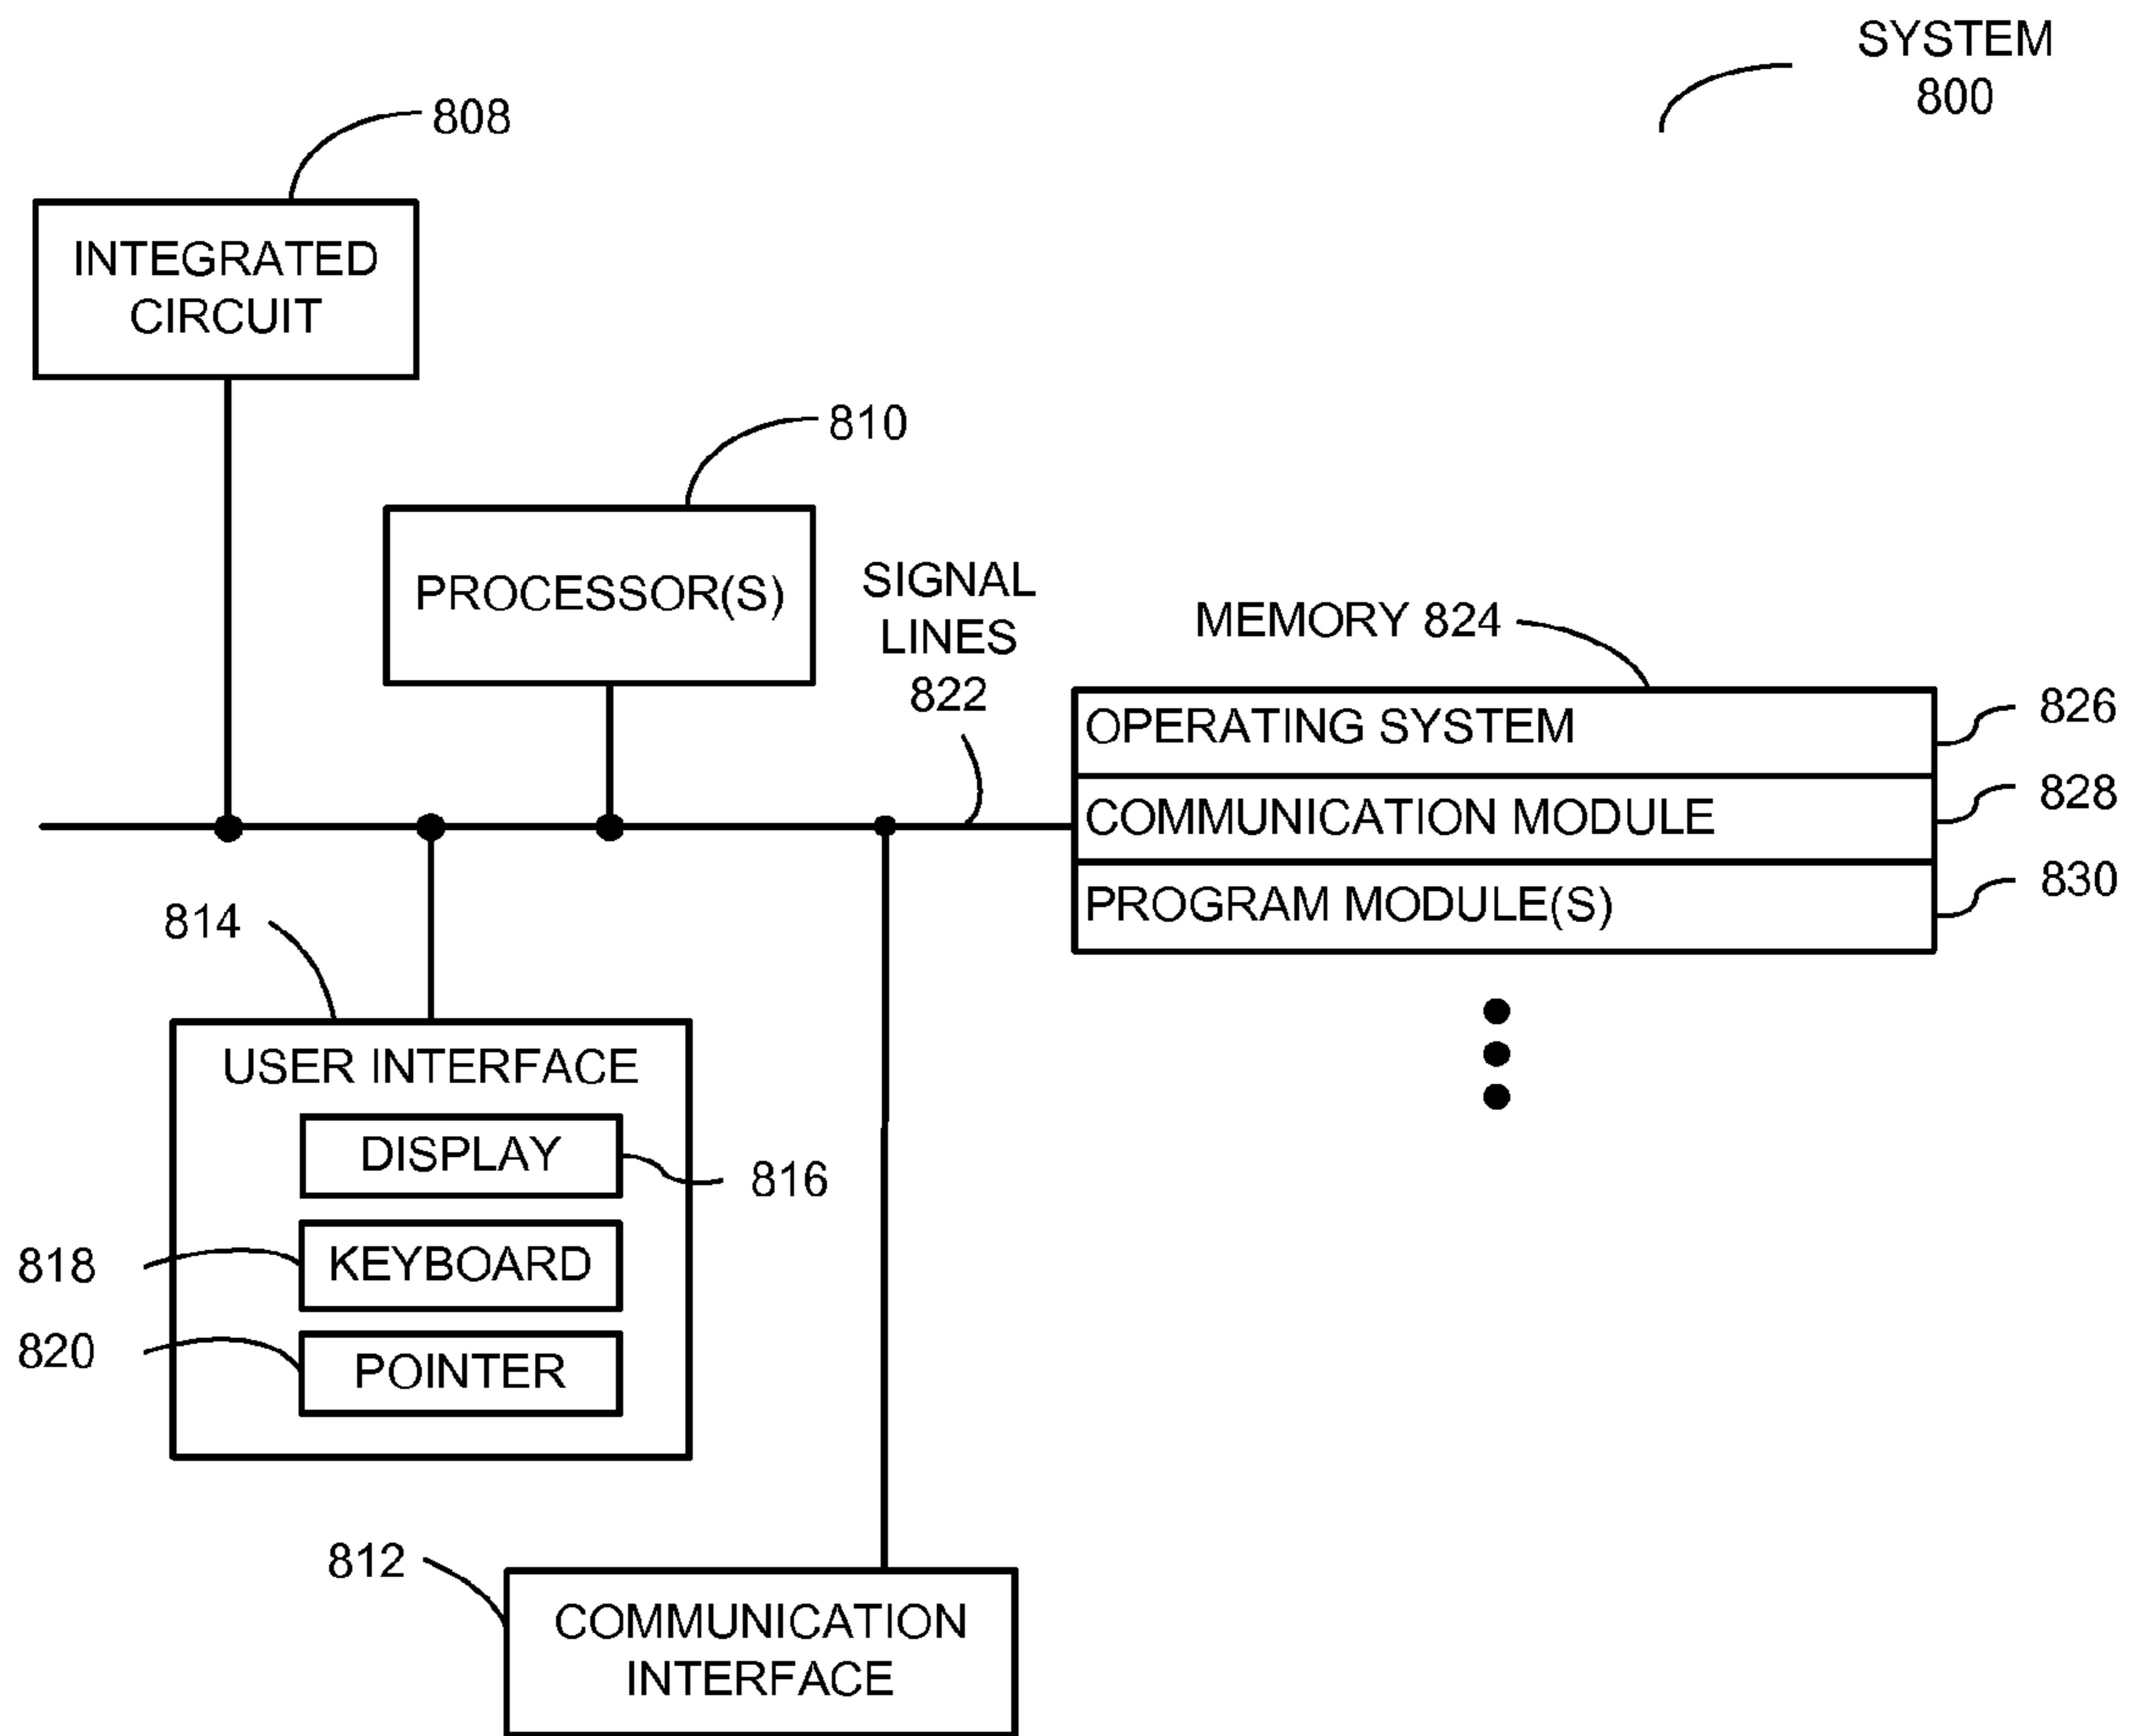 SYSTEM
800
808
INTEGRATED
CIRCUIT
810
PROCESSOR(S)
SIGNAL
LINES
822
MEMORY 824
OPERATING SYSTEM
826
COMMUNICATION MODULE
828
PROGRAM MODULE(S)
830
814
USER INTERFACE
DISPLAY
816
818
KEYBOARD
820
POINTER
812
COMMUNICATION
INTERFACE